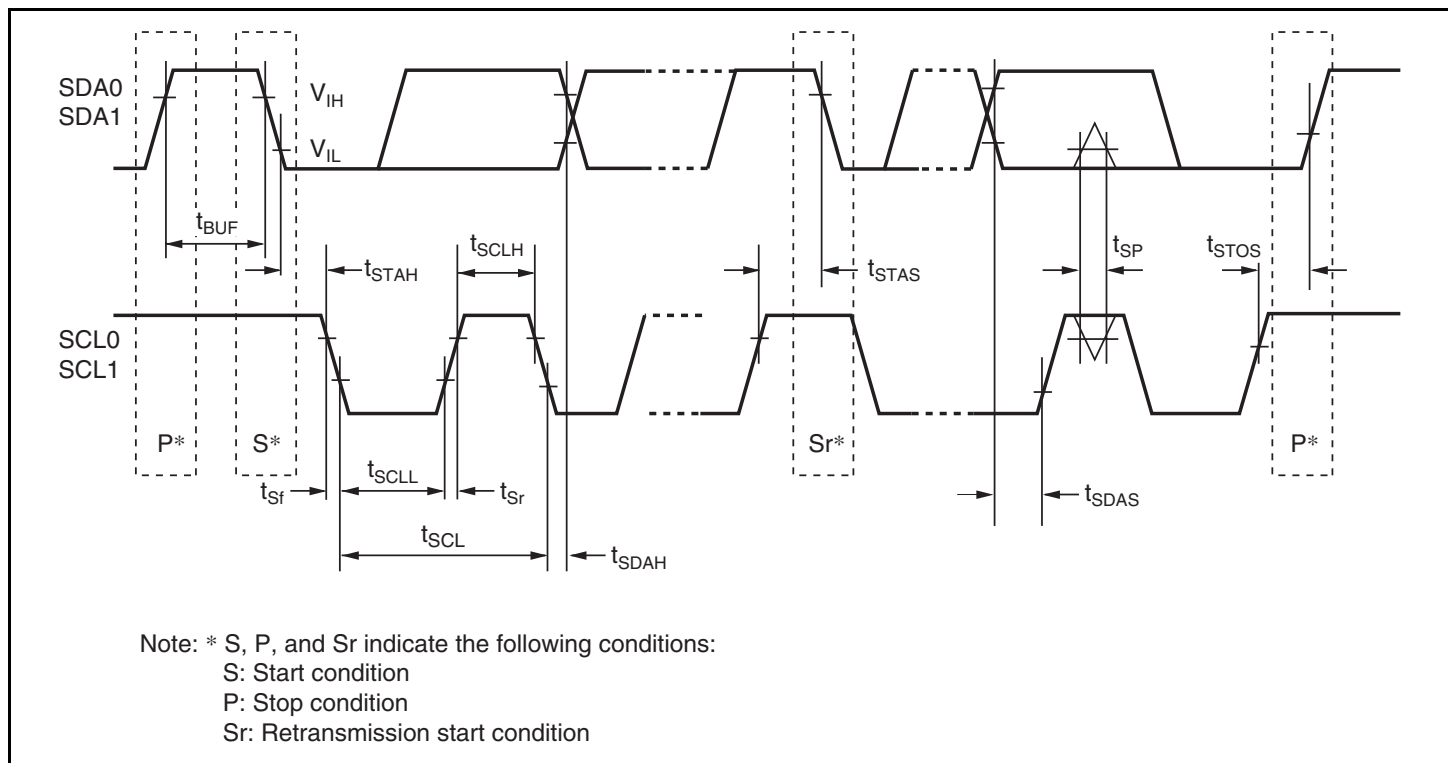 SDA0
SDA1
VIH
VIL
tBUF
tSTAH
tSCLH
tSTAS
tSP
tSTOS
SCL0
SCL1
P*
S*
Sr*
P*
tSf
tSCLL
tSr
tSDAS
tSCL
tSDAH
Note: * S, P, and Sr indicate the following conditions:
S: Start condition
P: Stop condition
Sr: Retransmission start condition